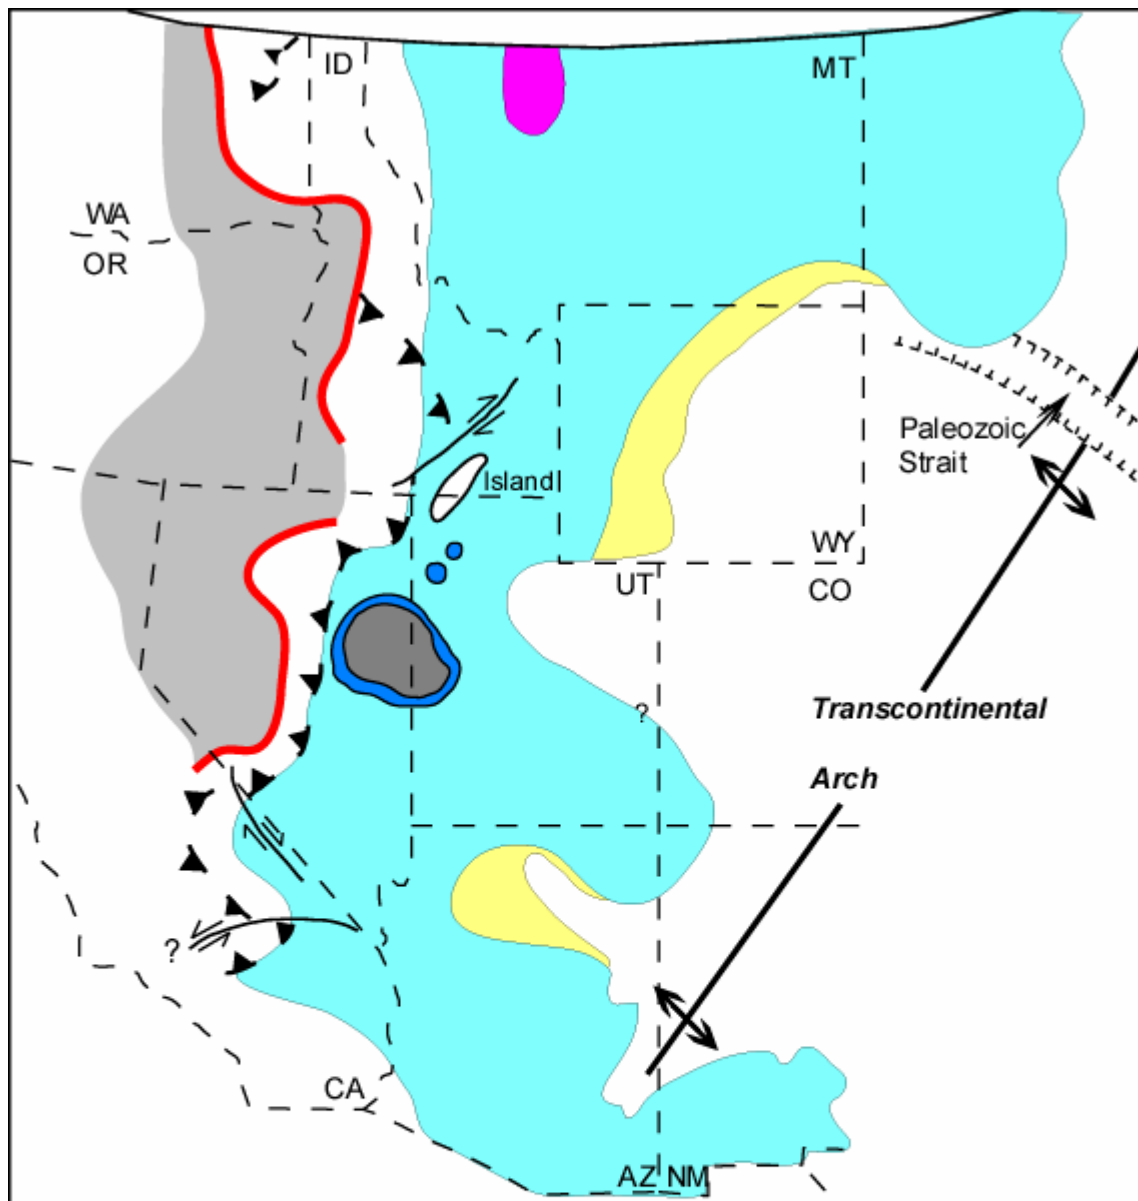 ID
MT
WA
OR
Paleozoic
Strait
Island
WY
UT
CO
?
Transcontinental
Arch
?
CA
AZ NM